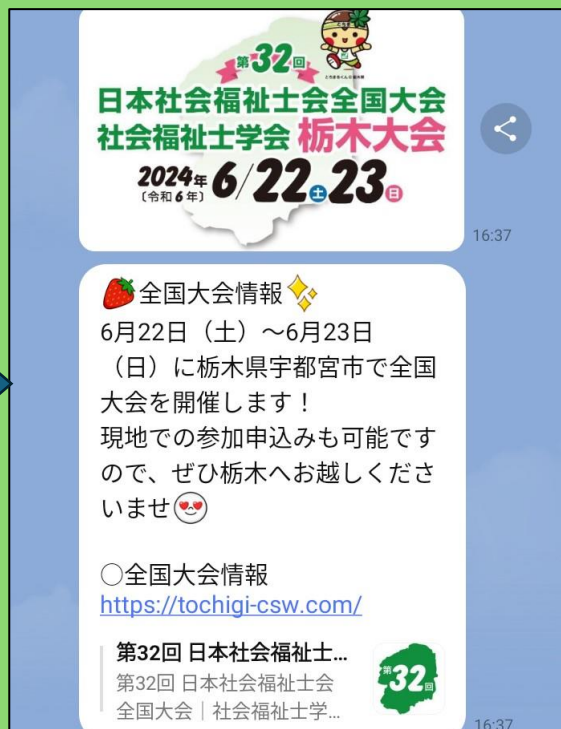 第32回
日本社会福祉士会全国大会
社会福祉士学会 栃木大会
2024年 6/22土・23日
〔令和6年〕
16:37
🍓全国大会情報✨
6月22日（土）～6月23日
（日）に栃木県宇都宮市で全国
大会を開催します！
現地での参加申込みも可能です
ので、ぜひ栃木へお越しくださ
いませ😍
○全国大会情報
https://tochigi-csw.com/
第32回 日本社会福祉士...
第32回 日本社会福祉士会
全国大会｜社会福祉士学...
第32回
16:37